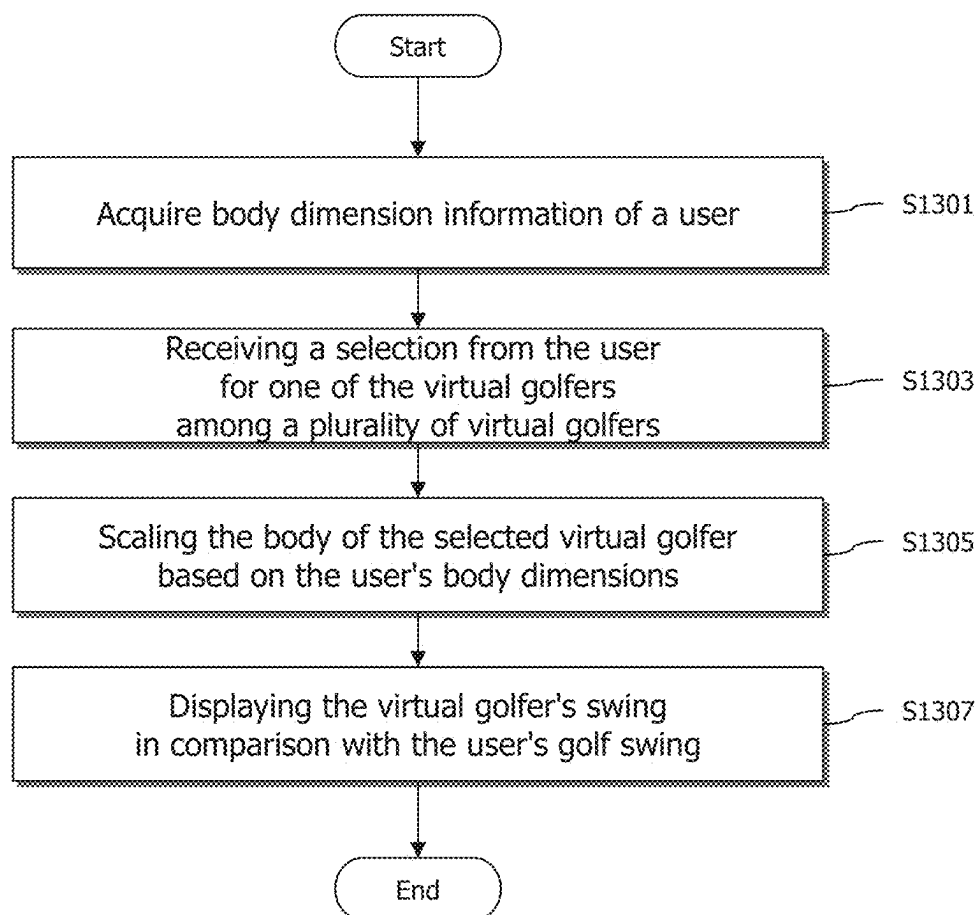 Start
Acquire body dimension information of a user
S1301
Receiving a selection from the user
for one of the virtual golfers
among a plurality of virtual golfers
S1303
Scaling the body of the selected virtual golfer
based on the user's body dimensions
S1305
Displaying the virtual golfer's swing
in comparison with the user's golf swing
S1307
End